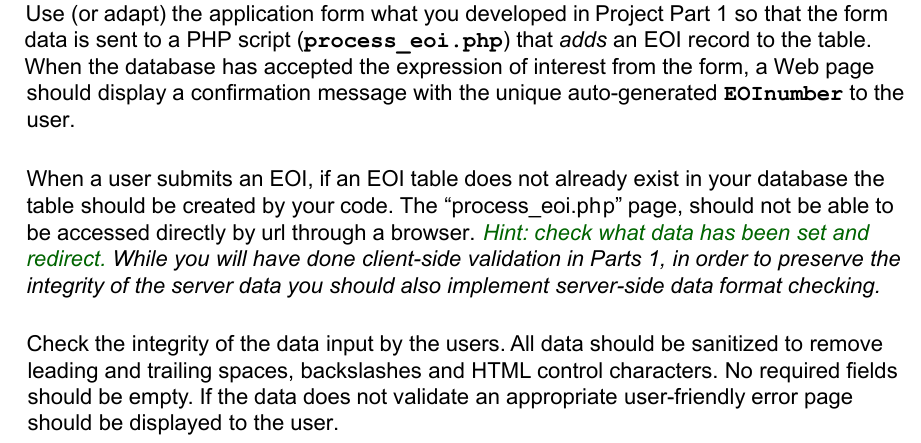 Use (or adapt) the application form what you developed in Project Part 1 so that the form
data is sent to a PHP script (process_eoi.php) that adds an EOI record to the table.
When the database has accepted the expression of interest from the form, a Web page
should display a confirmation message with the unique auto-generated EOInumber to the
user.
When a user submits an EOI, if an EOI table does not already exist in your database the
table should be created by your code. The “process_eoi.php” page, should not be able to
be accessed directly by url through a browser. Hint: check what data has been set and
redirect. While you will have done client-side validation in Parts 1, in order to preserve the
integrity of the server data you should also implement server-side data format checking.
Check the integrity of the data input by the users. All data should be sanitized to remove
leading and trailing spaces, backslashes and HTML control characters. No required fields
should be empty. If the data does not validate an appropriate user-friendly error page
should be displayed to the user.